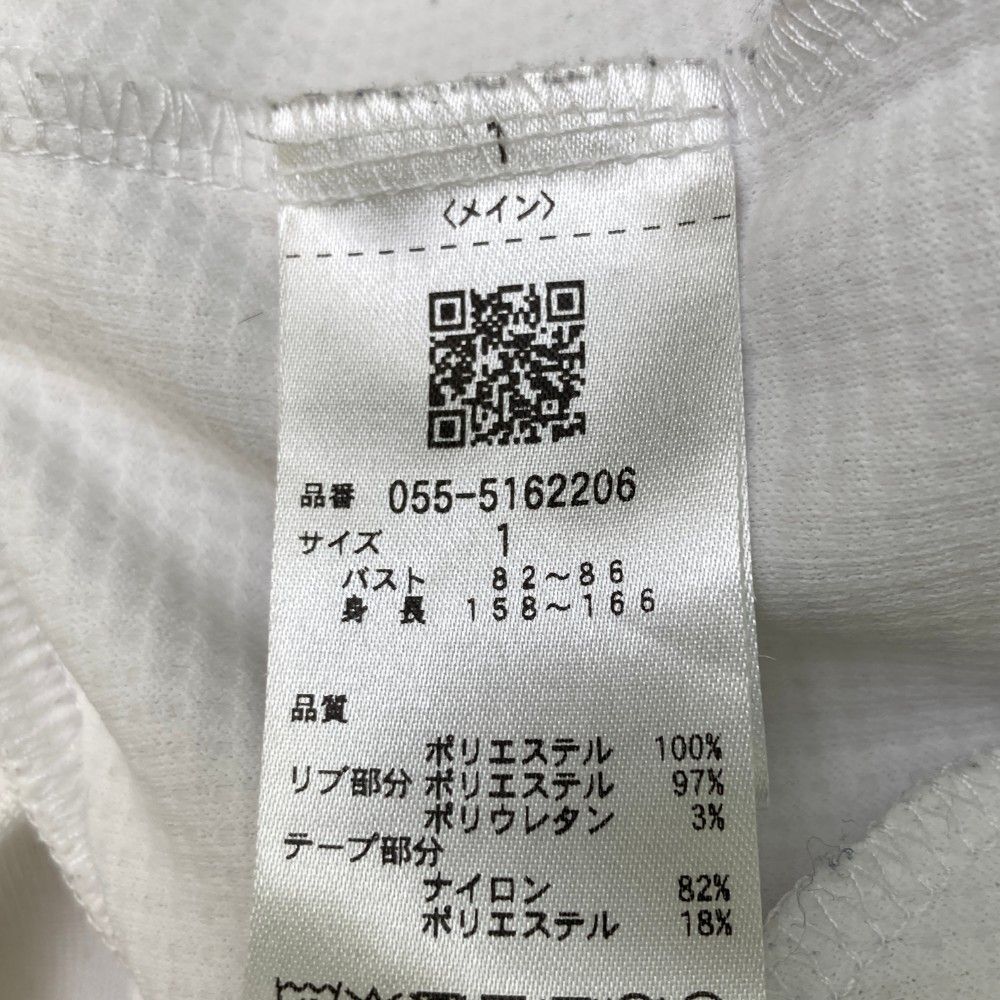 1
〈メイン〉
品番 055-5162206
サイズ 1
バスト 82～86
身長 158～166
品質
ポリエステル 100%
リブ部分 ポリエステル 97%
ポリウレタン 3%
テープ部分
ナイロン 82%
ポリエステル 18%